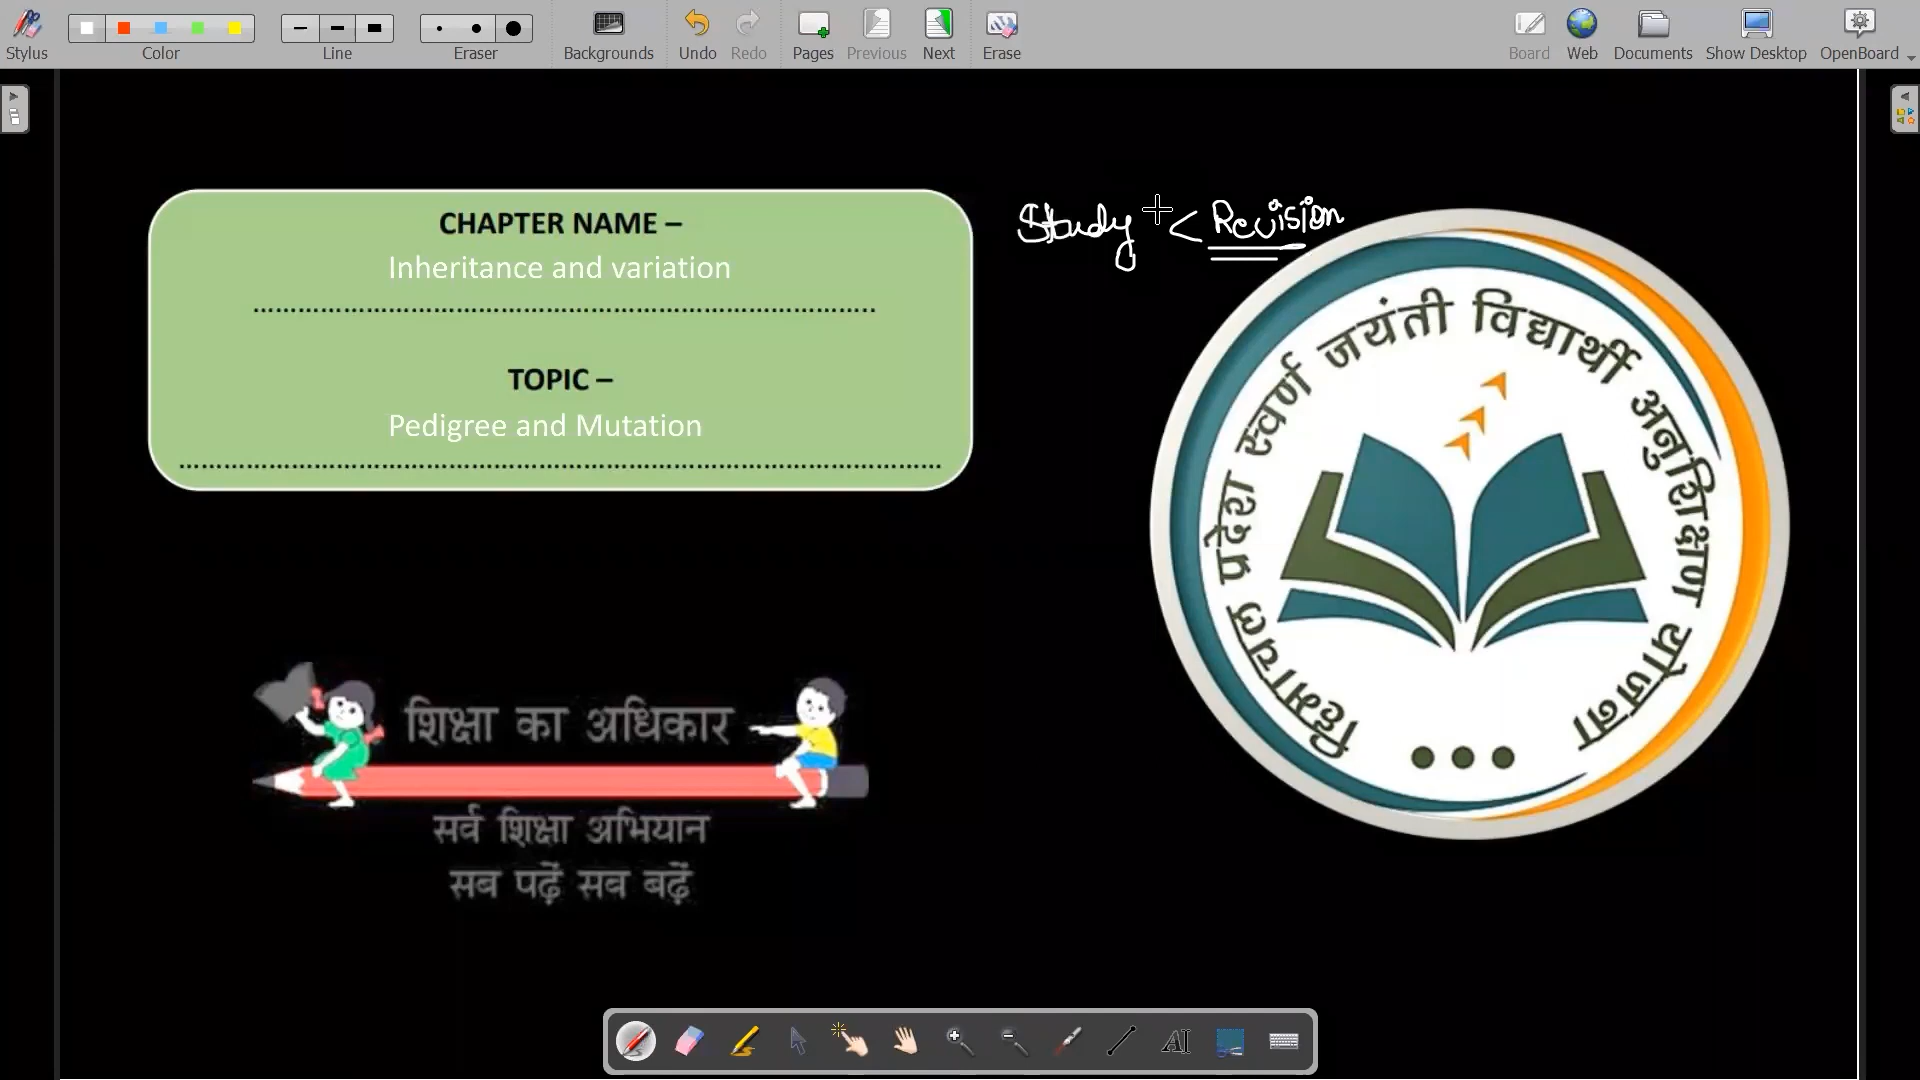 Stylus
Color
Line
Eraser
Backgrounds
Undo
Redo
Pages
Previous
Next
Erase
Board
Web
Documents
Show Desktop
OpenBoard
CHAPTER NAME –
Inheritance and variation
TOPIC –
Pedigree and Mutation
Study < Revision
हिमाचल प्रदेश स्वर्ण जयंती विद्यार्थी अनुशिक्षण योजना
शिक्षा का अधिकार
सर्व शिक्षा अभियान
सब पढ़ें सब बढ़ें